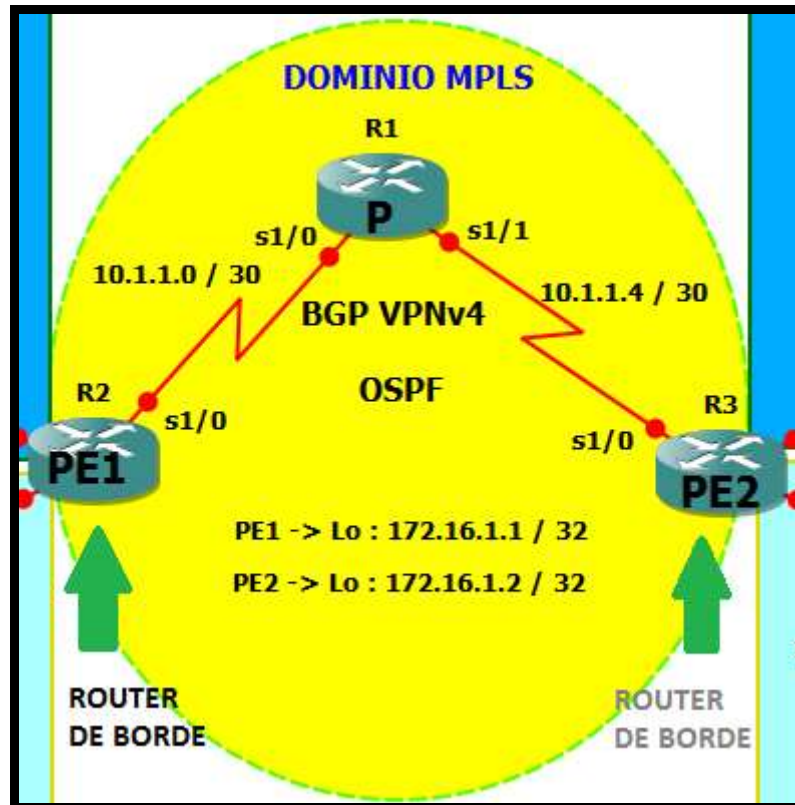 DOMINIO MPLS
R1
P
s1/0
s1/1
10.1.1.0 / 30
10.1.1.4 / 30
BGP VPNv4
OSPF
R2
s1/0
PE1
R3
s1/0
PE2
PE1 -> Lo : 172.16.1.1 / 32
PE2 -> Lo : 172.16.1.2 / 32
ROUTER
DE BORDE
ROUTER
DE BORDE